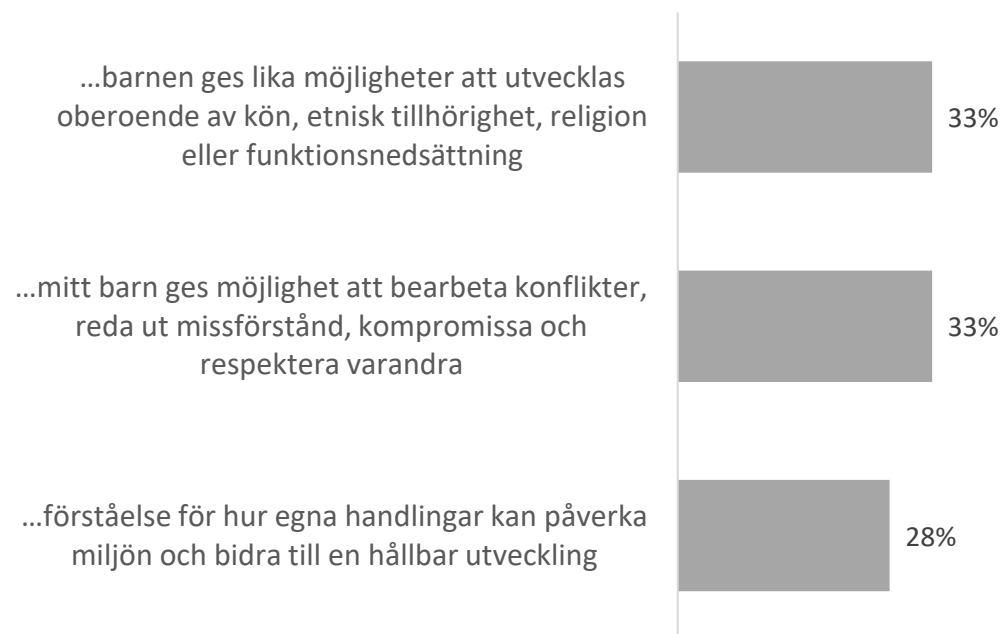 …barnen ges lika möjligheter att utvecklas
oberoende av kön, etnisk tillhörighet, religion
eller funktionsnedsättning
33%
…mitt barn ges möjlighet att bearbeta konflikter,
reda ut missförstånd, kompromissa och
respektera varandra
33%
…förståelse för hur egna handlingar kan påverka
miljön och bidra till en hållbar utveckling
28%